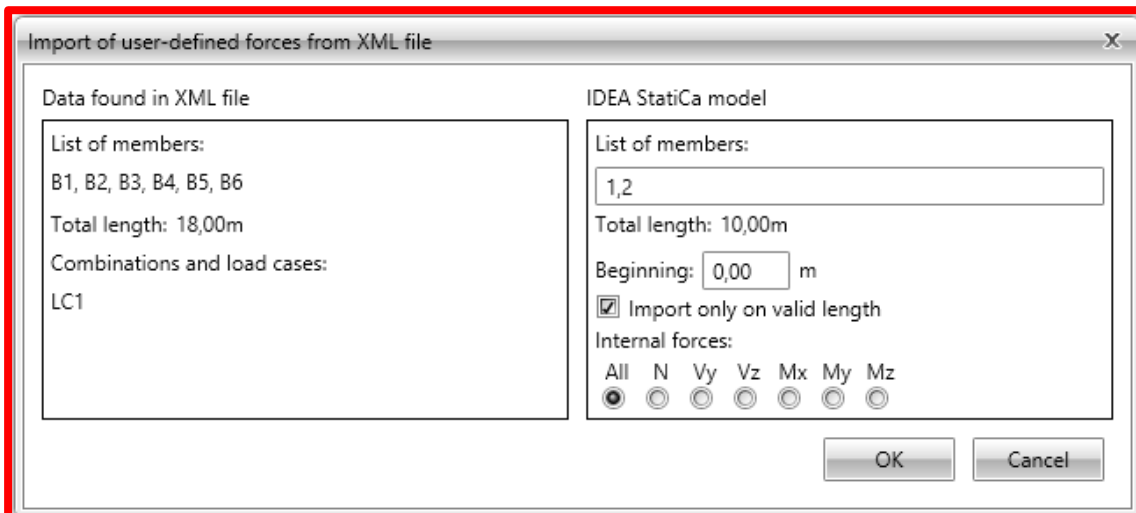 Import of user-defined forces from XML file
x
Data found in XML file
List of members:
B1, B2, B3, B4, B5, B6
Total length: 18,00m
Combinations and load cases:
LC1
IDEA StatiCa model
List of members:
1,2
Total length: 10,00m
Beginning: 0,00 m
Import only on valid length
Internal forces:
All N Vy Vz Mx My Mz
OK Cancel